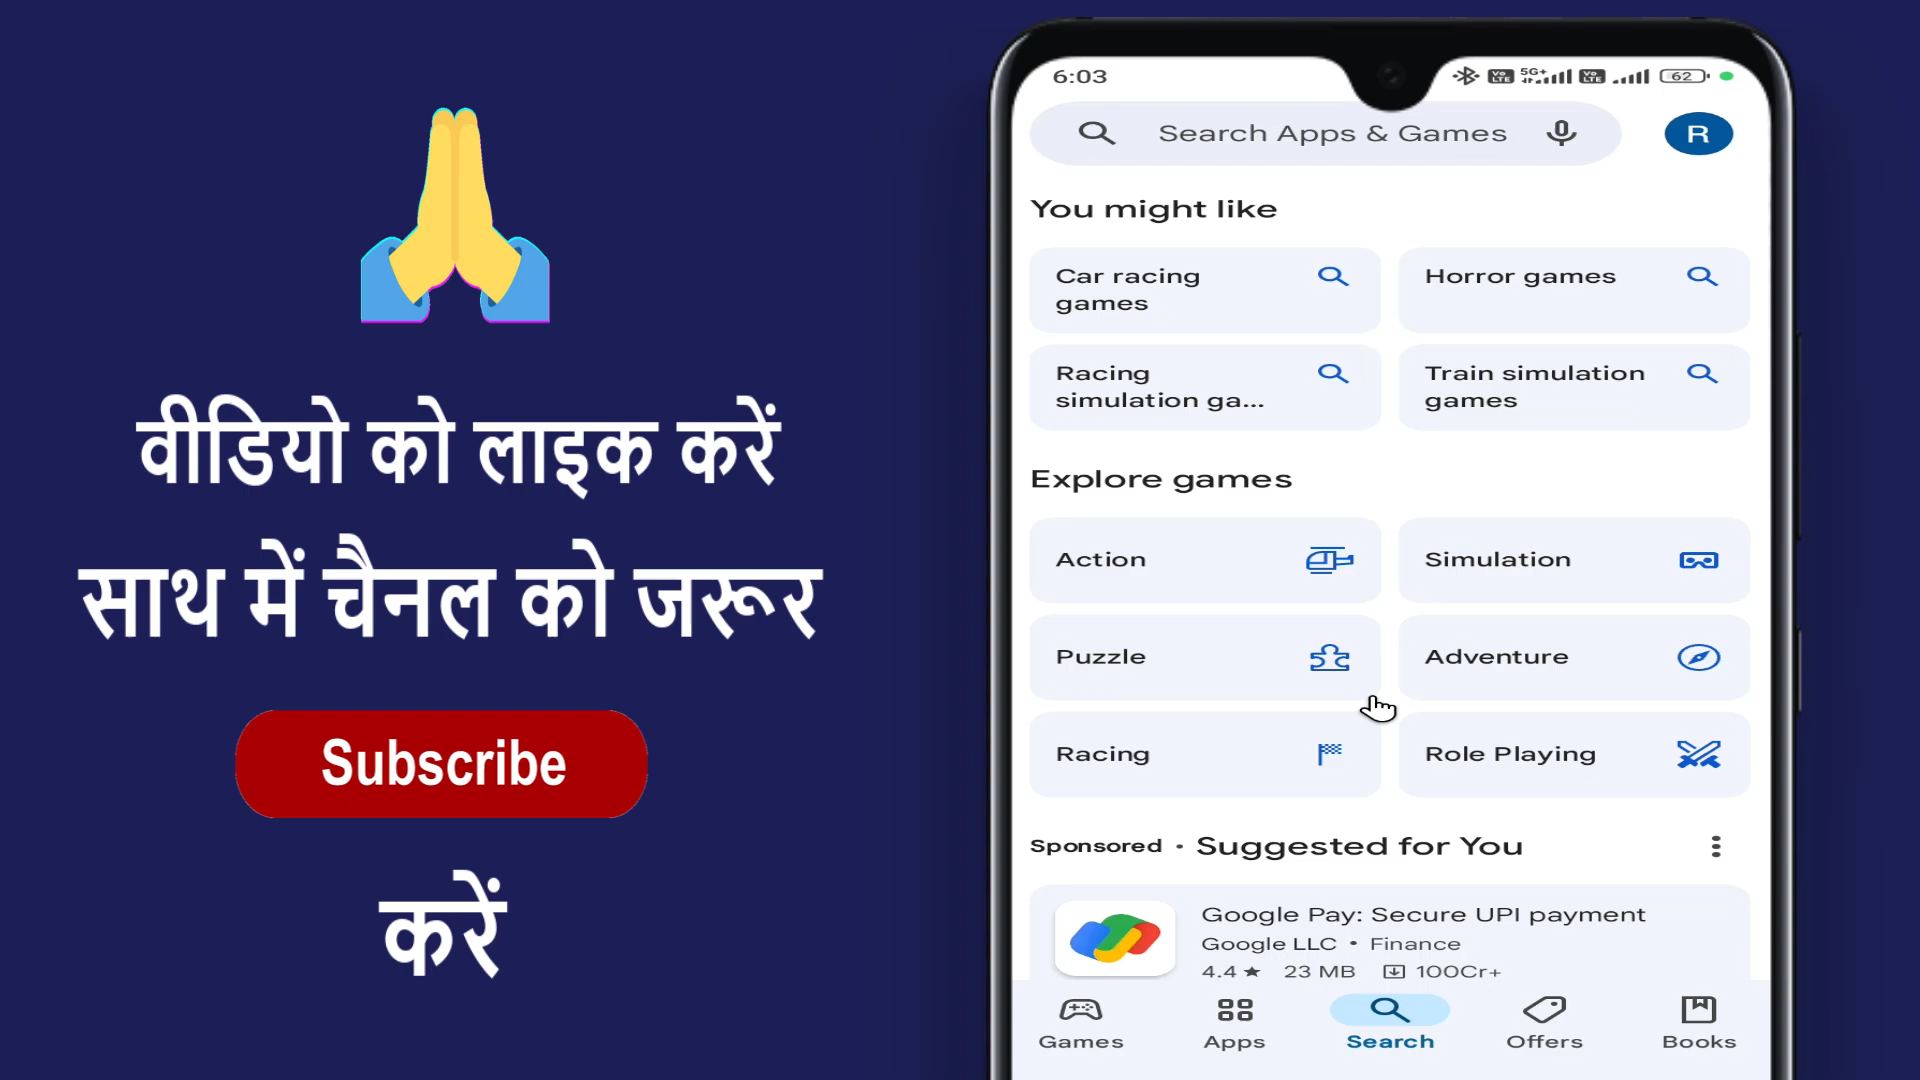 वीडियो को लाइक करें
साथ में चैनल को जरूर
Subscribe
करें
6:03
5G+
62
Search Apps & Games
R
You might like
Car racing games
Horror games
Racing simulation ga...
Train simulation games
Explore games
Action
Simulation
Puzzle
Adventure
Racing
Role Playing
Sponsored • Suggested for You
Google Pay: Secure UPI payment
Google LLC • Finance
4.4 ★ 23 MB 100Cr+
Games
Apps
Search
Offers
Books